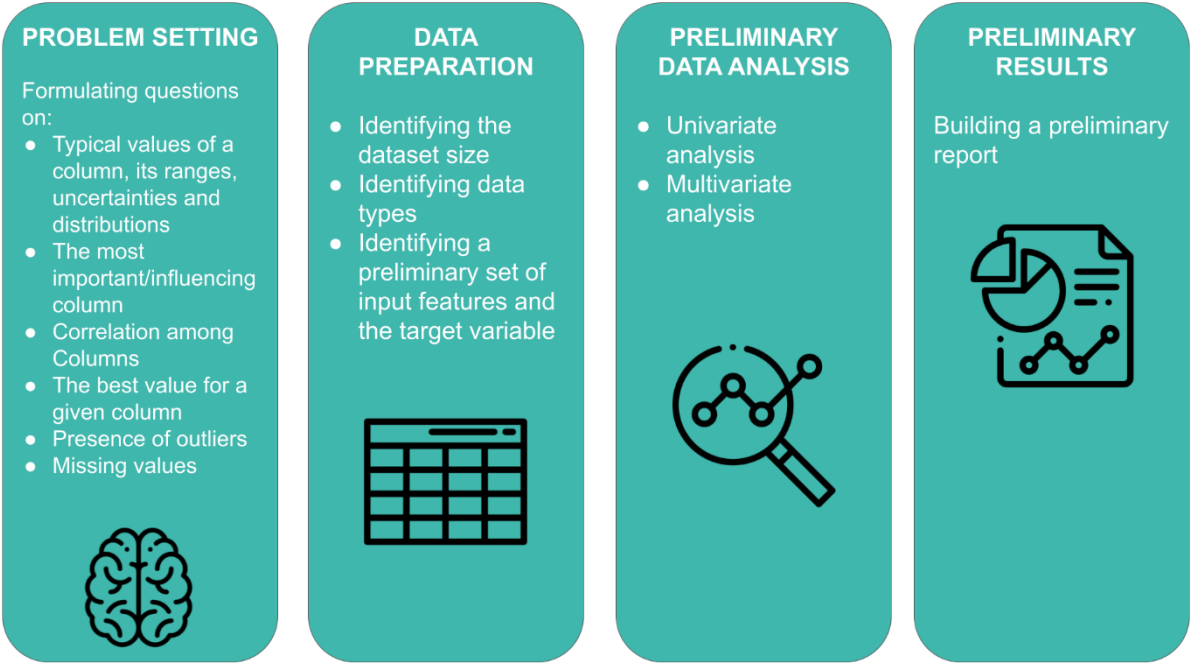 PROBLEM SETTING
Formulating questions
on:
● Typical values of a
column, its ranges,
uncertainties and
distributions
● The most
important/influencing
column
● Correlation among
Columns
● The best value for a
given column
● Presence of outliers
● Missing values
DATA
PREPARATION
● Identifying the
dataset size
● Identifying data
types
● Identifying a
preliminary set of
input features and
the target variable
PRELIMINARY
DATA ANALYSIS
● Univariate
analysis
● Multivariate
analysis
PRELIMINARY
RESULTS
Building a preliminary
report